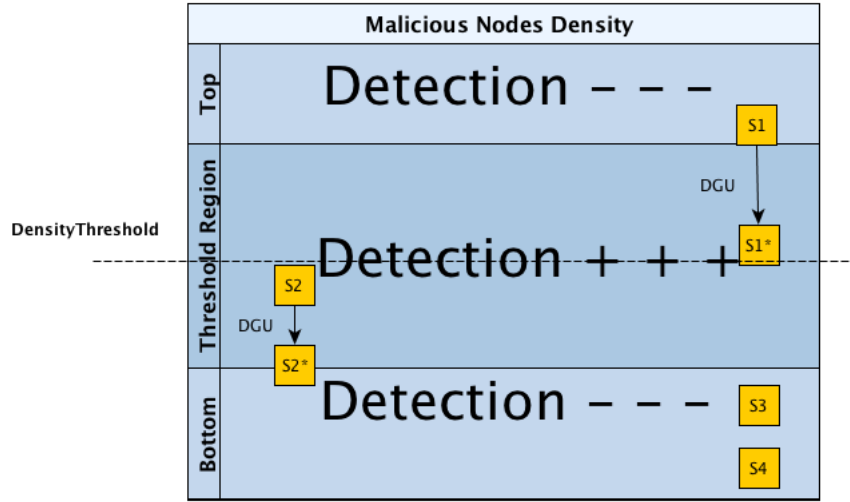 Malicious Nodes Density
Top
Detection - - -
S1
DGU
Threshold Region
DensityThreshold
Detection + + +
S1*
S2
DGU
S2*
Bottom
Detection - - -
S3
S4